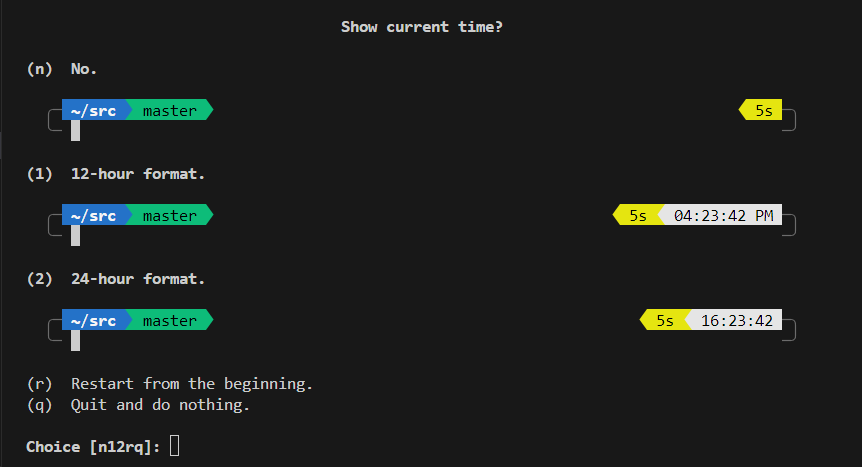 Show current time?
(n) No.
~/src master 5s
(1) 12-hour format.
~/src master 5s 04:23:42 PM
(2) 24-hour format.
~/src master 5s 16:23:42
(r) Restart from the beginning.
(q) Quit and do nothing.
Choice [n12rq]: